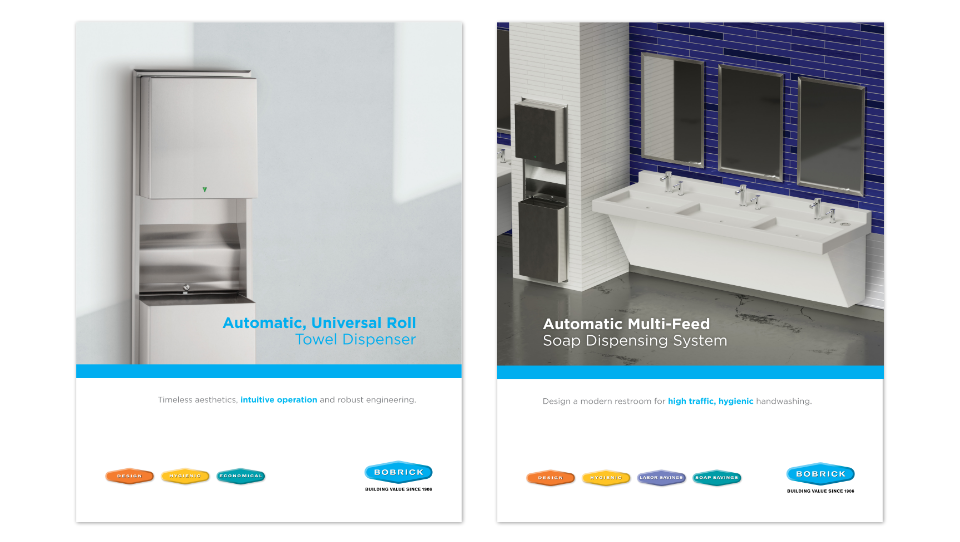 Automatic, Universal Roll
Towel Dispenser
Timeless aesthetics, intuitive operation and robust engineering.
DESIGN
HYGIENIC
ECONOMICAL
BOBRICK
BUILDING VALUE SINCE 1906
Automatic Multi-Feed
Soap Dispensing System
Design a modern restroom for high traffic, hygienic handwashing.
DESIGN
HYGIENIC
LABOR SAVINGS
SOAP SAVINGS
BOBRICK
BUILDING VALUE SINCE 1906